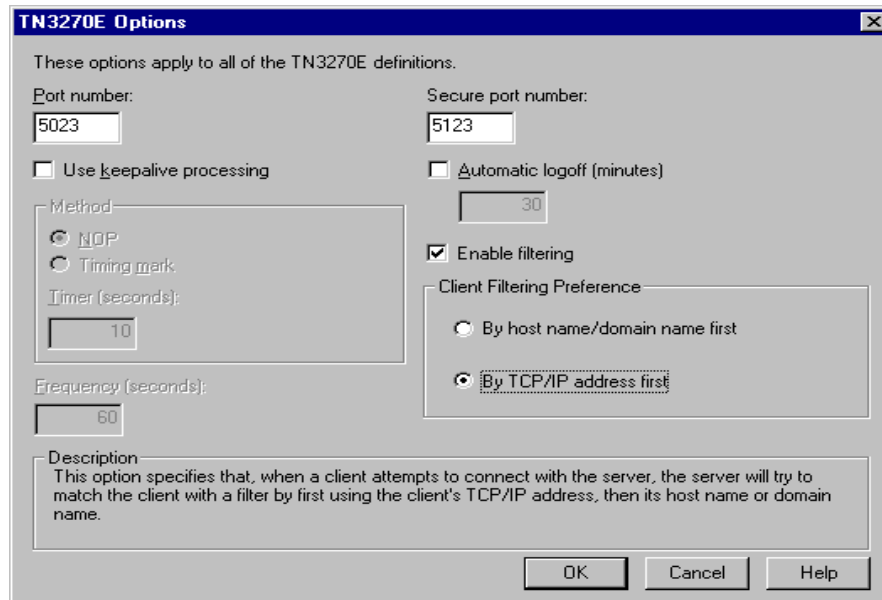 TN3270E Options
These options apply to all of the TN3270E definitions.
Port number:
5023
Secure port number:
5123
Use keepalive processing
Automatic logoff (minutes)
30
Method
NOP
Timing mark
Timer (seconds):
10
Frequency (seconds):
60
Enable filtering
Client Filtering Preference
By host name/domain name first
By TCP/IP address first
Description
This option specifies that, when a client attempts to connect with the server, the server will try to
match the client with a filter by first using the client's TCP/IP address, then its host name or domain
name.
OK
Cancel
Help